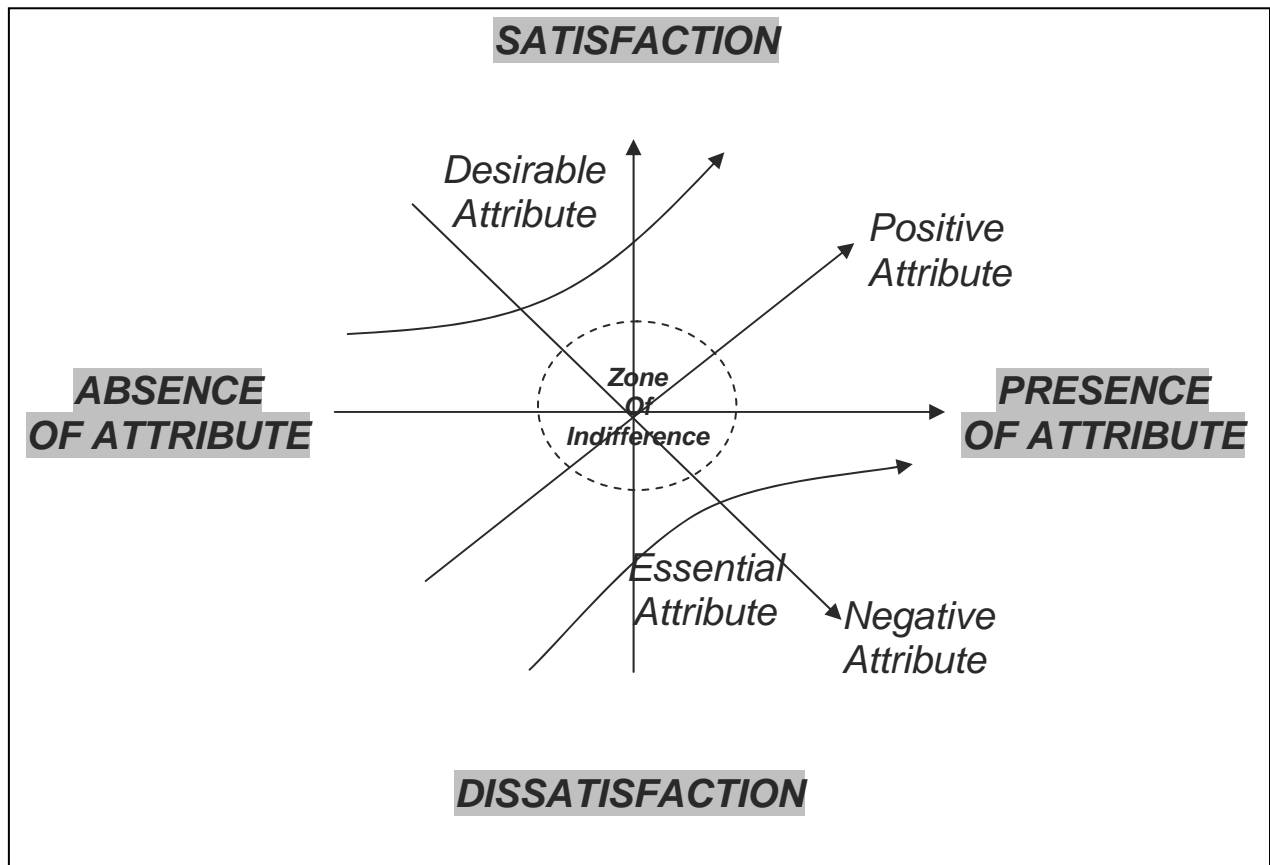 SATISFACTION
Desirable
Attribute
Positive
Attribute
Zone
Of
Indifference
ABSENCE
OF ATTRIBUTE
PRESENCE
OF ATTRIBUTE
Essential
Attribute
Negative
Attribute
DISSATISFACTION